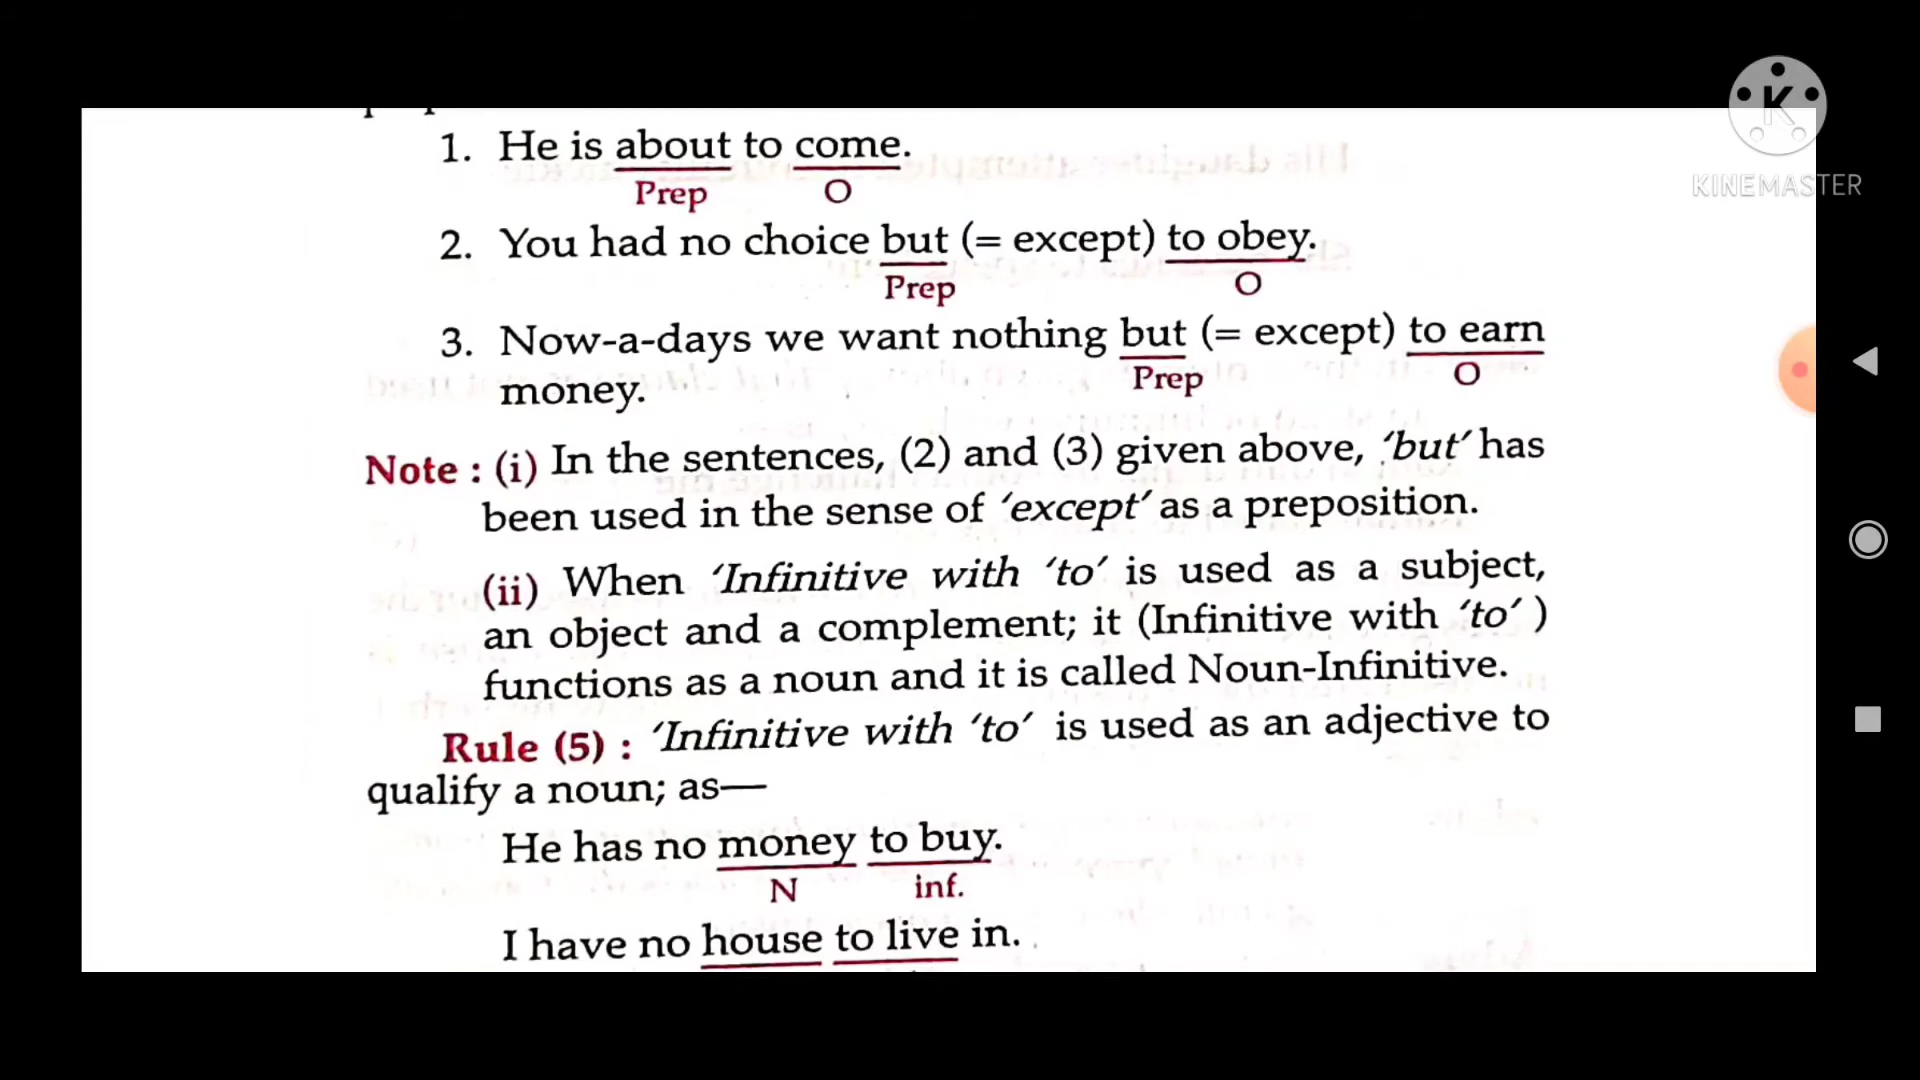 1. He is about to come.
Prep O
2. You had no choice but (= except) to obey.
Prep O
3. Now-a-days we want nothing but (= except) to earn
Prep O
money.
Note : (i) In the sentences, (2) and (3) given above, 'but' has
been used in the sense of 'except' as a preposition.
(ii) When 'Infinitive with 'to' is used as a subject,
an object and a complement; it (Infinitive with 'to' )
functions as a noun and it is called Noun-Infinitive.
Rule (5) : 'Infinitive with 'to' is used as an adjective to
qualify a noun; as—
He has no money to buy.
N inf.
I have no house to live in.
K
KINEMASTER